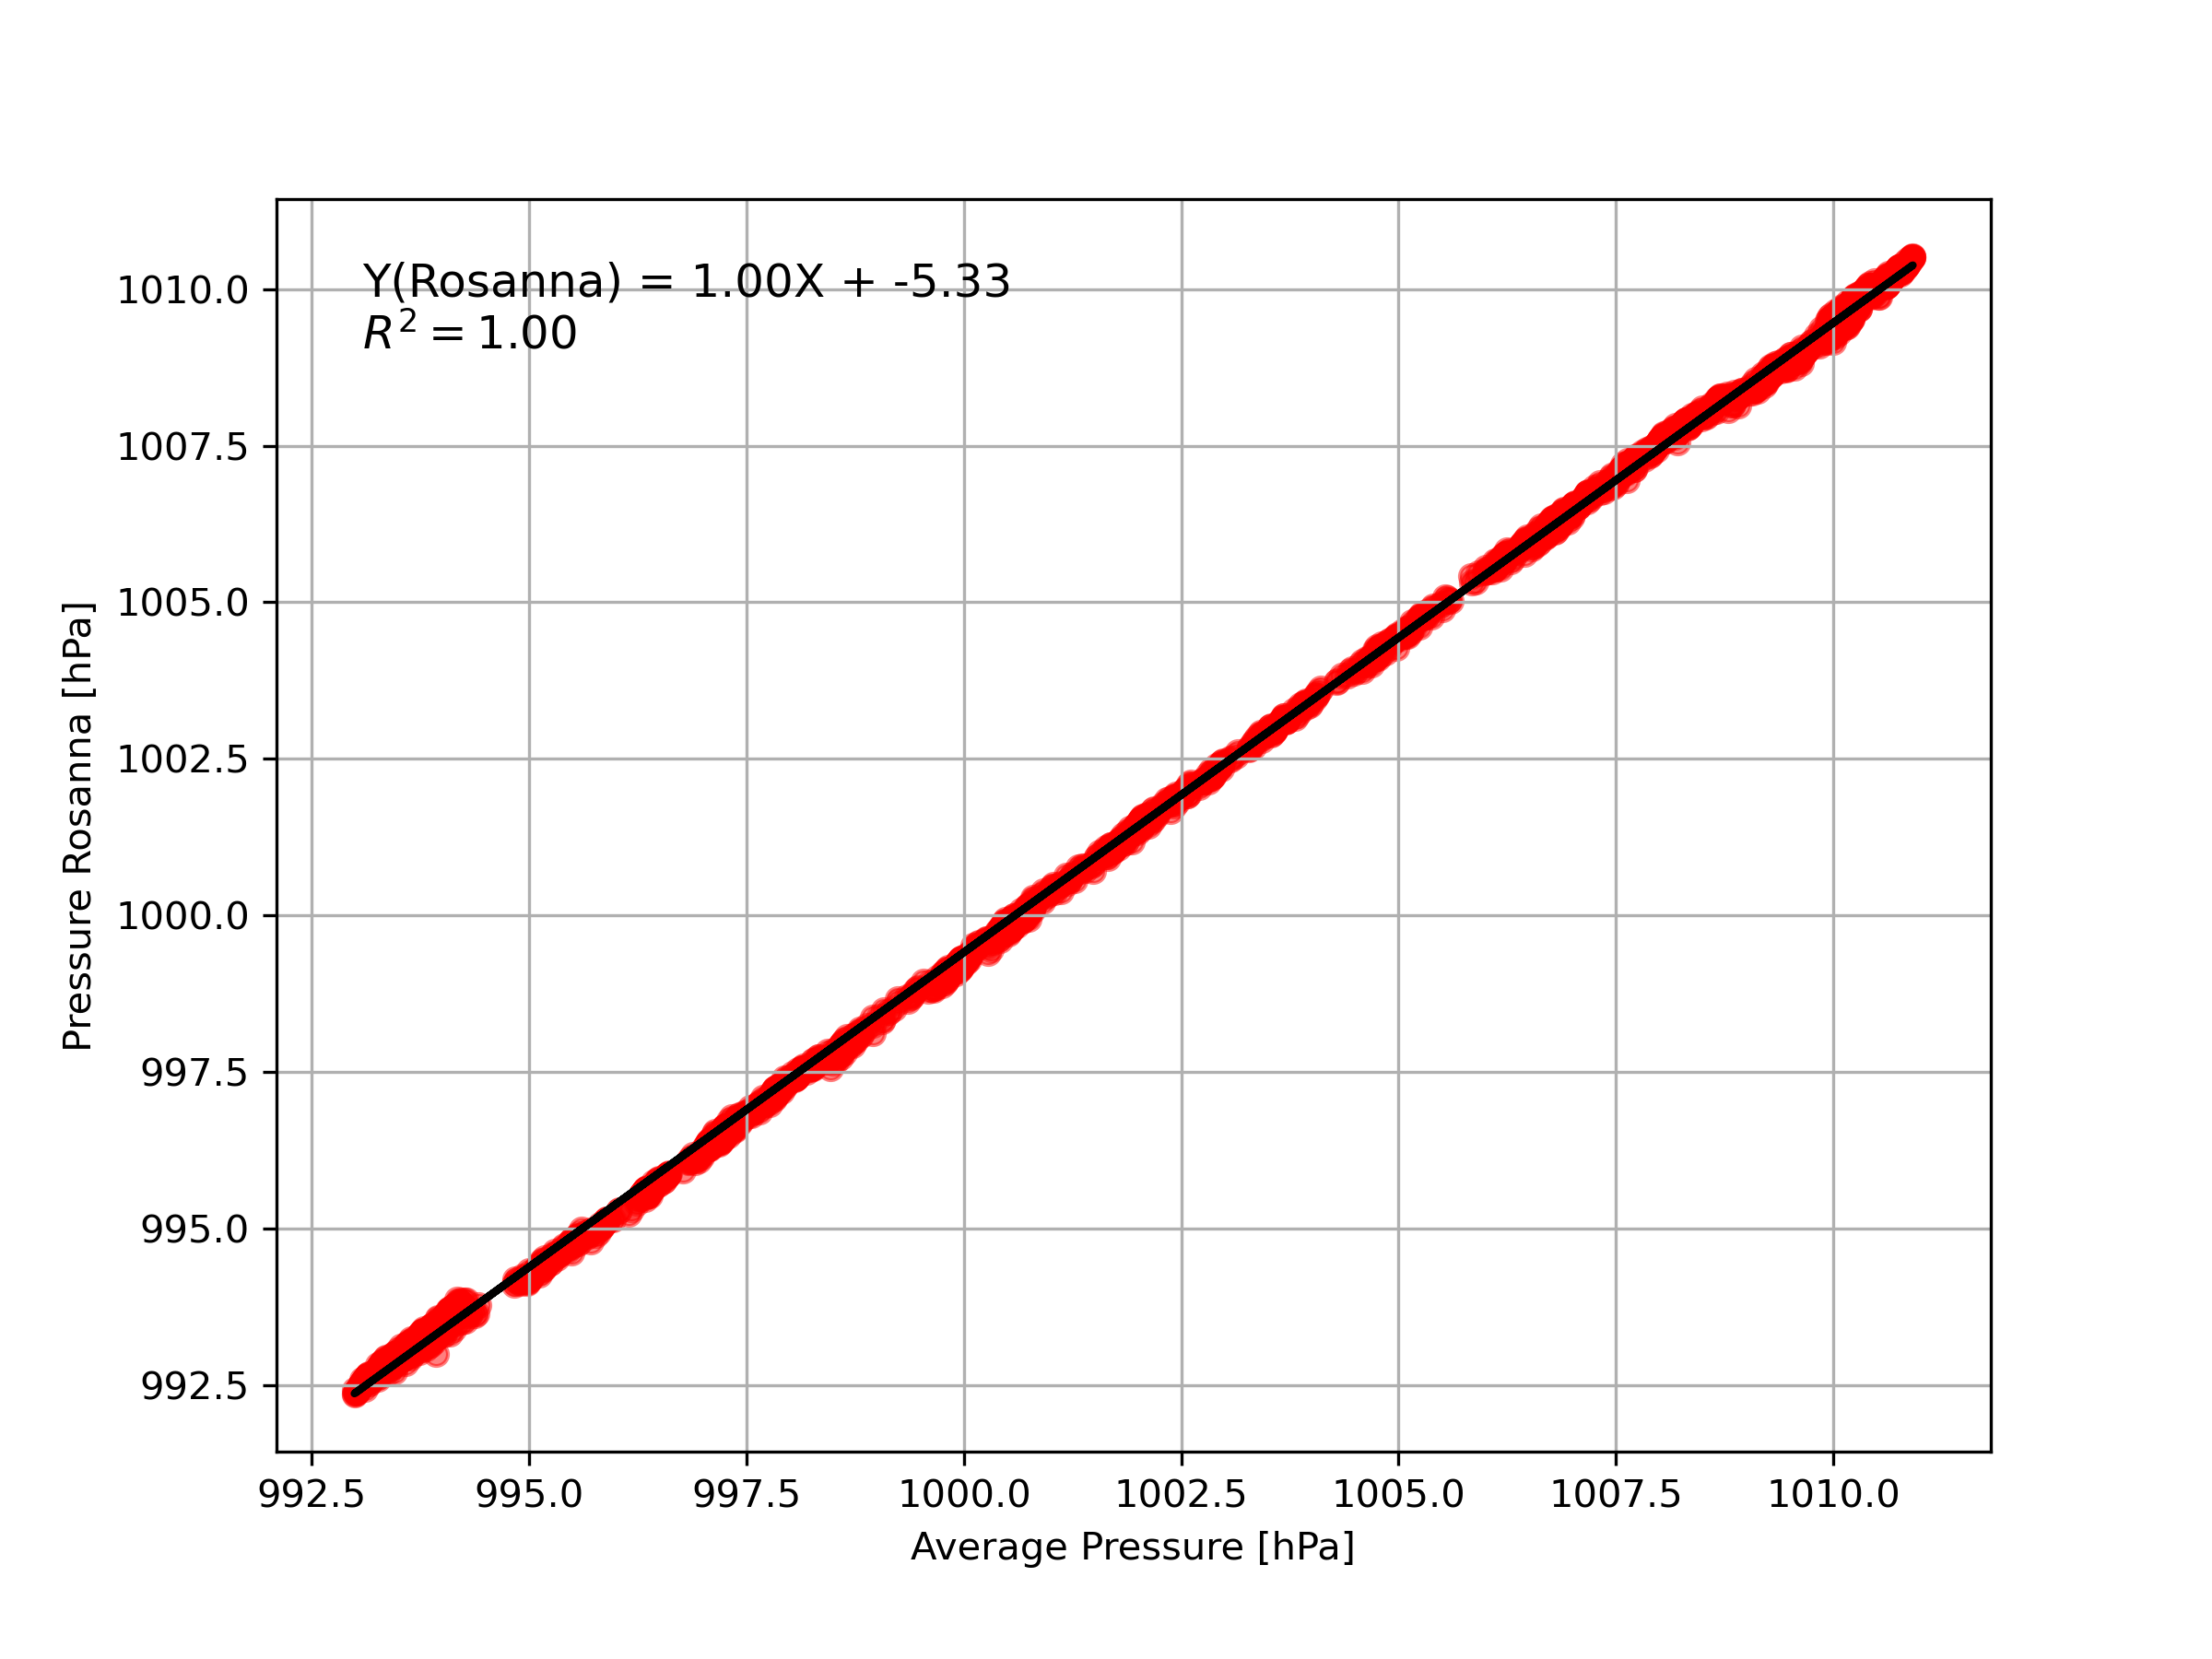 Y(Rosanna) = 1.00X + -5.33
R² = 1.00
Pressure Rosanna [hPa]
1010.0
1007.5
1005.0
1002.5
1000.0
997.5
995.0
992.5
992.5 995.0 997.5 1000.0 1002.5 1005.0 1007.5 1010.0
Average Pressure [hPa]